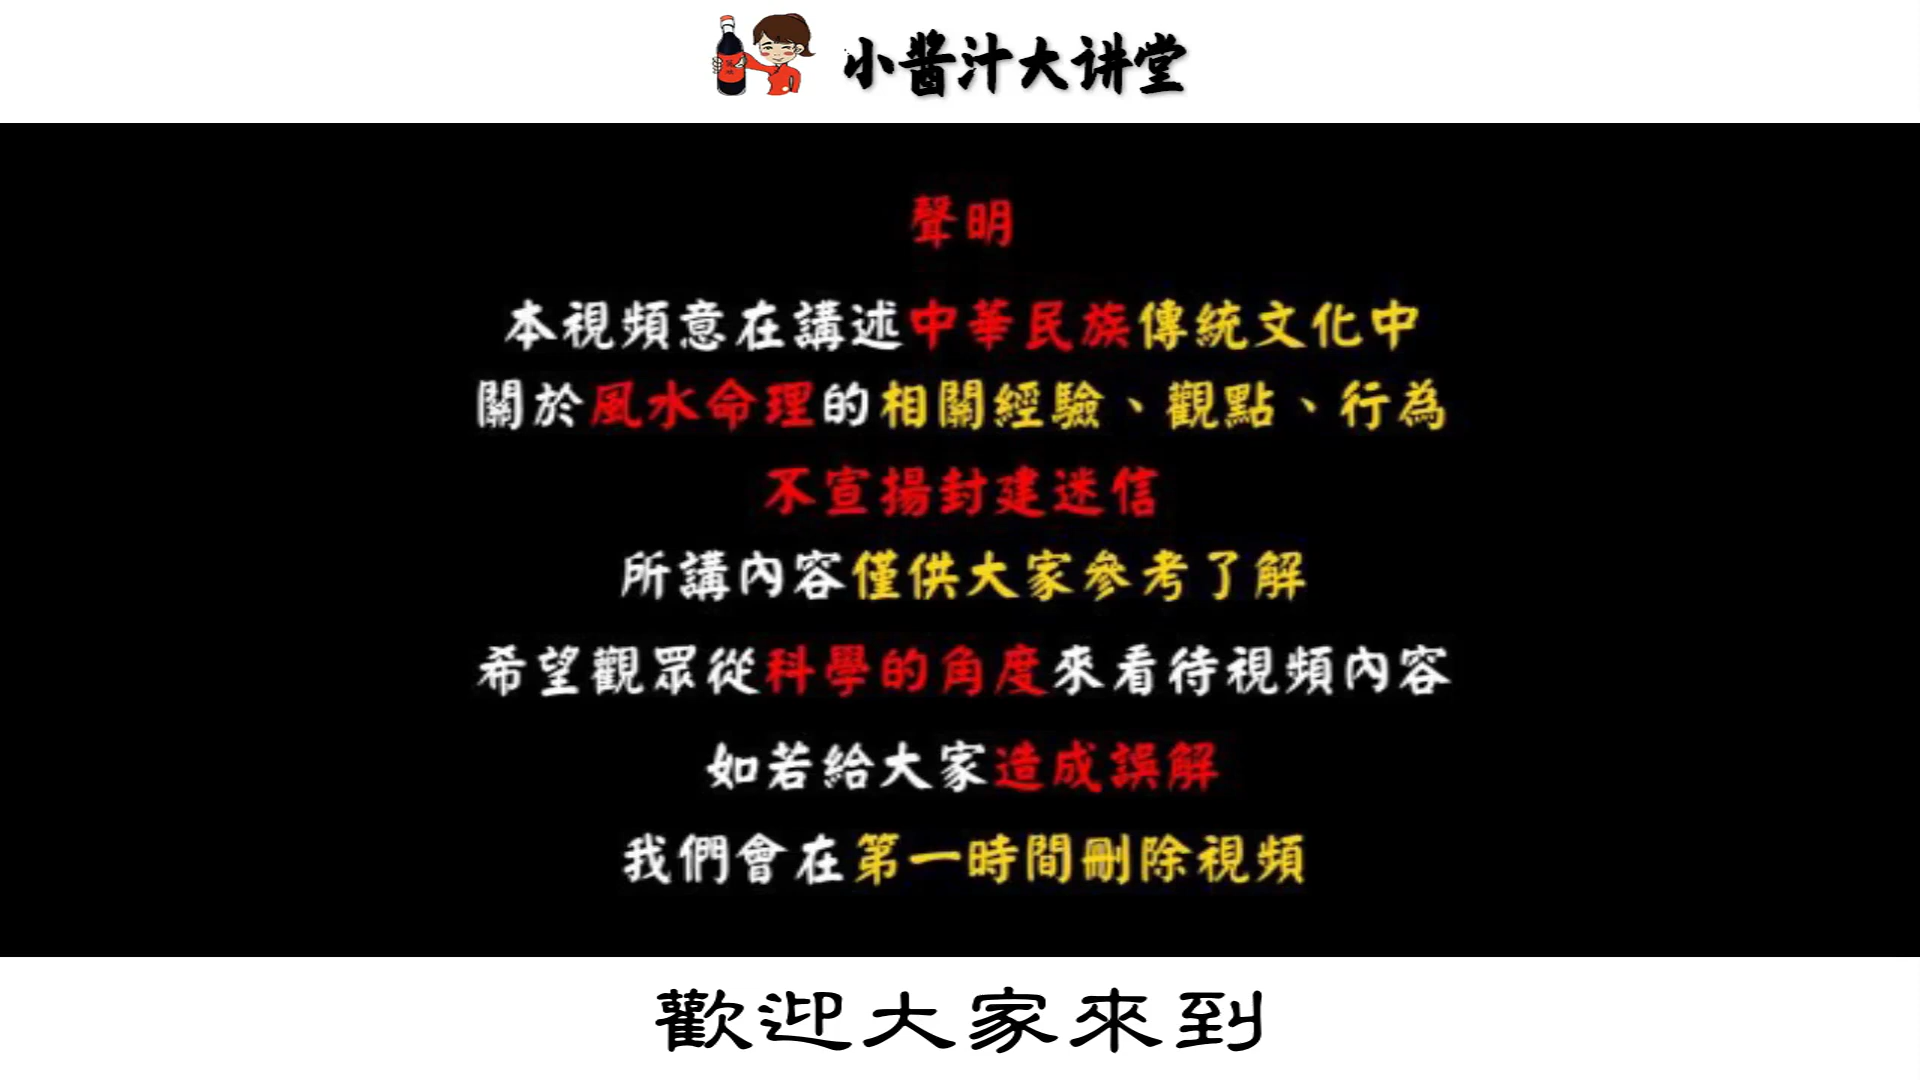 小酱汁大讲堂
聲明
本視頻意在講述中華民族傳統文化中
關於風水命理的相關經驗、觀點、行為
不宣揚封建迷信
所講內容僅供大家參考了解
希望觀眾從科學的角度來看待視頻內容
如若給大家造成誤解
我們會在第一時間刪除視頻
歡迎大家來到